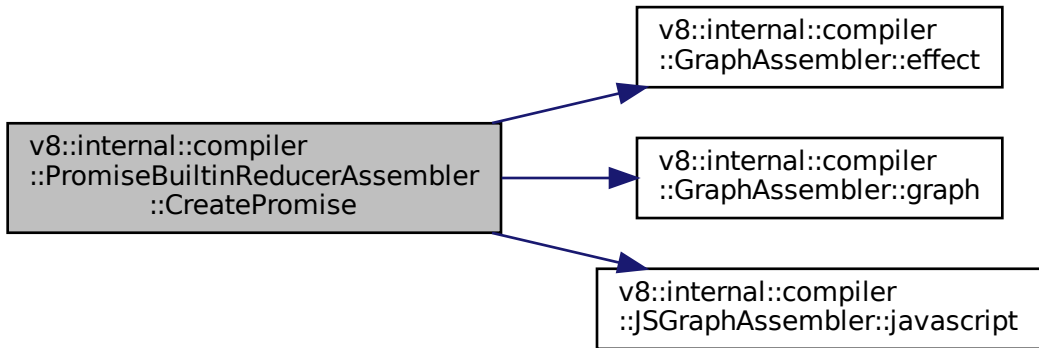 v8::internal::compiler
::PromiseBuiltinReducerAssembler
::CreatePromise
v8::internal::compiler
::GraphAssembler::effect
v8::internal::compiler
::GraphAssembler::graph
v8::internal::compiler
::JSGraphAssembler::javascript